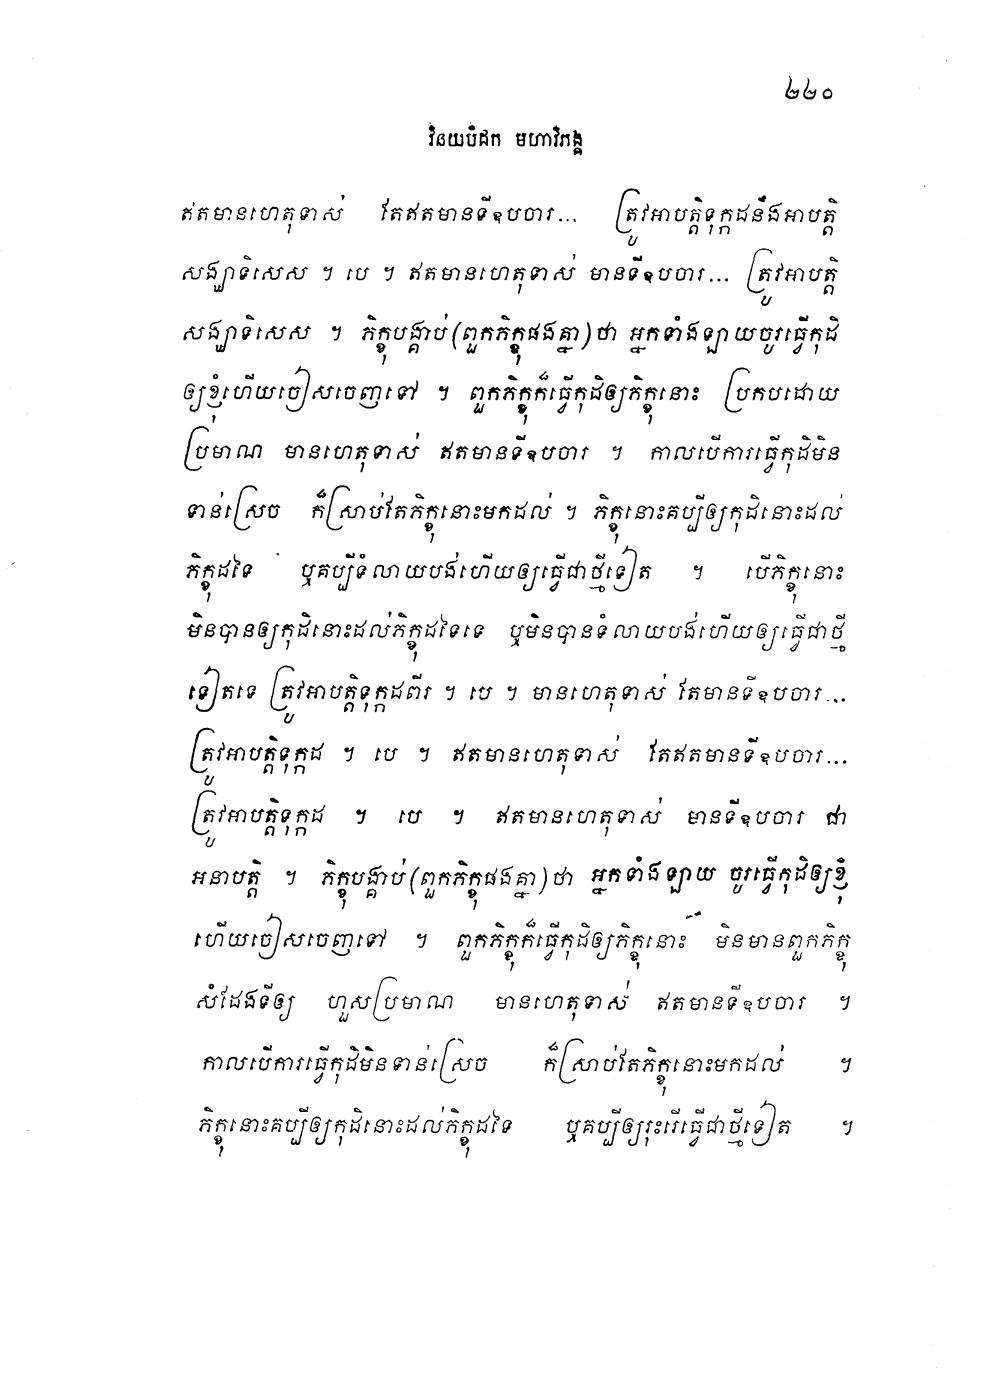 ២២០
វិនយបិដក មហាវិភង្គ
ឥតមានហេតុទាស់ តែឥតមានទីឧបចារ... ត្រូវអាបត្តិទុក្កដនឹងអាបត្តិ
សង្ឃាទិសេស ។ បេ ។ ឥតមានហេតុទាស់ មានទីឧបចារ... ត្រូវអាបត្តិ
សង្ឃាទិសេស ។ ភិក្ខុបង្គាប់(ពួកភិក្ខុផងគ្នា)ថា អ្នកទាំងឡាយចូរធ្វើកុដិ
ឲ្យខ្ញុំហើយចៀសចេញទៅ ។ ពួកភិក្ខុក៏ធ្វើកុដិឲ្យភិក្ខុនោះ ប្រកបដោយ
ប្រមាណ មានហេតុទាស់ ឥតមានទីឧបចារ ។ កាលបើការធ្វើកុដិមិន
ទាន់ស្រេច ក៏ស្រាប់តែភិក្ខុនោះមកដល់ ។ ភិក្ខុនោះគប្បីឲ្យកុដិនោះដល់
ភិក្ខុដទៃ ឬគប្បីទំលាយបង់ហើយឲ្យធ្វើជាថ្មីទៀត ។ បើភិក្ខុនោះ
មិនបានឲ្យកុដិនោះដល់ភិក្ខុដទៃទេ ឬមិនបានទំលាយបង់ហើយឲ្យធ្វើជាថ្មី
ទៀតទេ ត្រូវអាបត្តិទុក្កដពីរ ។ បេ ។ មានហេតុទាស់ តែមានទីឧបចារ...
ត្រូវអាបត្តិទុក្កដ ។ បេ ។ ឥតមានហេតុទាស់ តែឥតមានទីឧបចារ...
ត្រូវអាបត្តិទុក្កដ ។ បេ ។ ឥតមានហេតុទាស់ មានទីឧបចារ ជា
អនាបត្តិ ។ ភិក្ខុបង្គាប់(ពួកភិក្ខុផងគ្នា)ថា អ្នកទាំងឡាយ ចូរធ្វើកុដិឲ្យខ្ញុំ
ហើយចៀសចេញទៅ ។ ពួកភិក្ខុក៏ធ្វើកុដិឲ្យភិក្ខុនោះ មិនមានពួកភិក្ខុ
សំដែងទីឲ្យ ហួសប្រមាណ មានហេតុទាស់ ឥតមានទីឧបចារ ។
កាលបើការធ្វើកុដិមិនទាន់ស្រេច ក៏ស្រាប់តែភិក្ខុនោះមកដល់ ។
ភិក្ខុនោះគប្បីឲ្យកុដិនោះដល់ភិក្ខុដទៃ ឬគប្បីឲ្យរុះរើធ្វើជាថ្មីទៀត ។